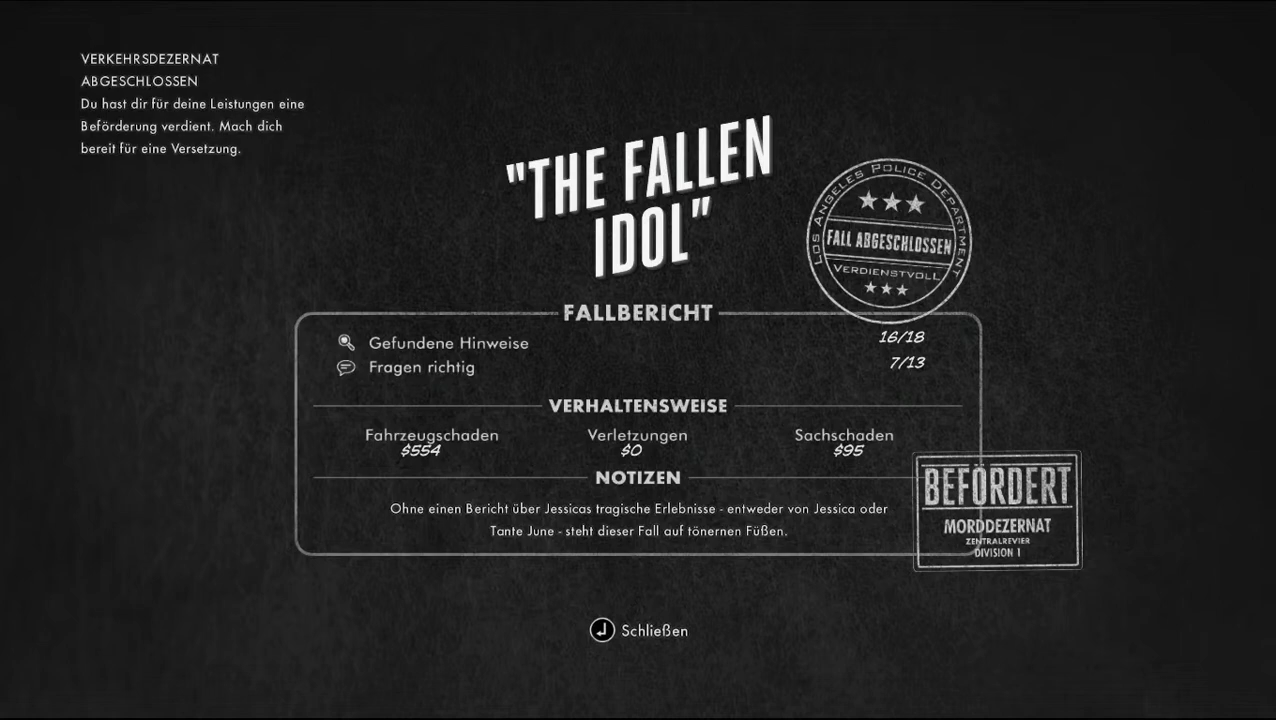 VERKEHRSDEZERNAT
ABGESCHLOSSEN
Du hast dir für deine Leistungen eine
Beförderung verdient. Mach dich
bereit für eine Versetzung.
"THE FALLEN
IDOL"
LOS ANGELES POLICE DEPARTMENT
FALL ABGESCHLOSSEN
VERDIENSTVOLL
FALLBERICHT
Gefundene Hinweise 16/18
Fragen richtig 7/13
VERHALTENSWEISE
Fahrzeugschaden Verletzungen Sachschaden
$554 $0 $95
NOTIZEN
Ohne einen Bericht über Jessicas tragische Erlebnisse - entweder von Jessica oder
Tante June - steht dieser Fall auf tönernen Füßen.
BEFÖRDERT
MORDDEZERNAT
ZENTRALREVIER
DIVISION 1
Schließen